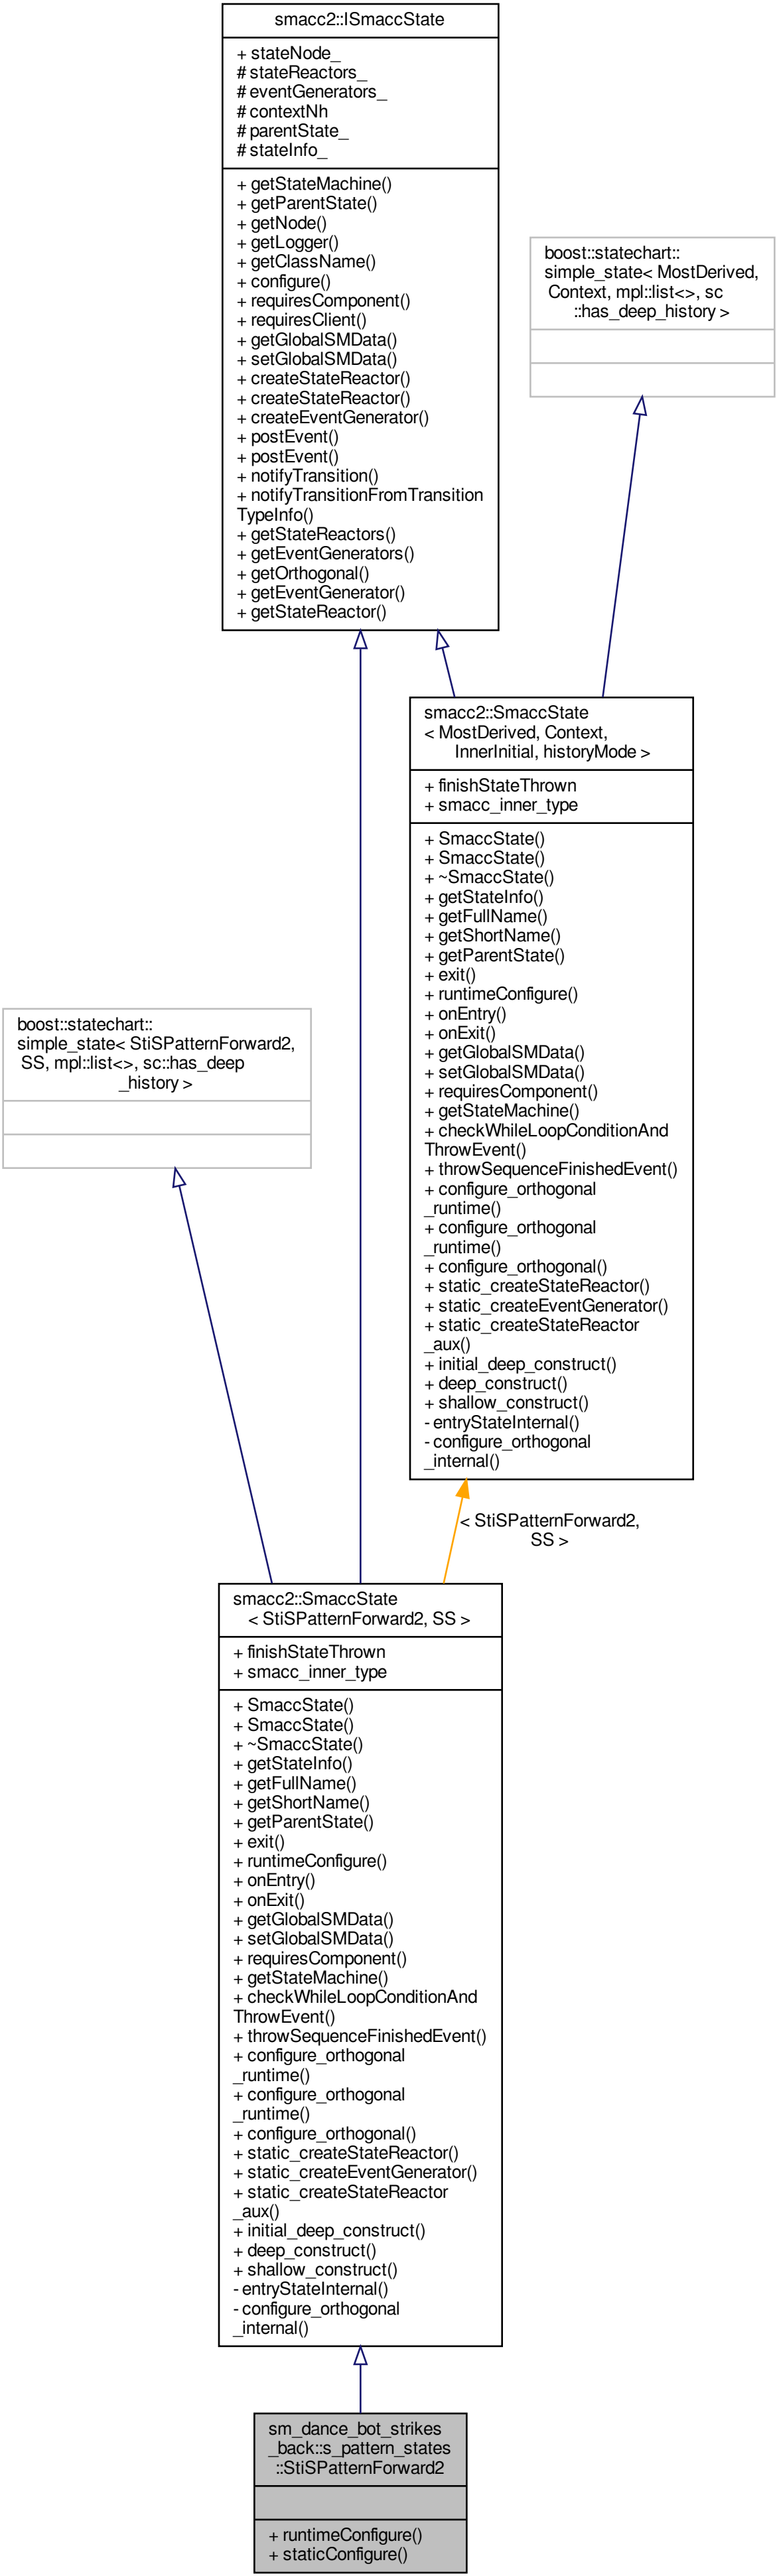 smacc2::ISmaccState
+ stateNode_
# stateReactors_
# eventGenerators_
# contextNh
# parentState_
# stateInfo_
+ getStateMachine()
+ getParentState()
+ getNode()
+ getLogger()
+ getClassName()
+ configure()
+ requiresComponent()
+ requiresClient()
+ getGlobalSMData()
+ setGlobalSMData()
+ createStateReactor()
+ createStateReactor()
+ createEventGenerator()
+ postEvent()
+ postEvent()
+ notifyTransition()
+ notifyTransitionFromTransition
TypeInfo()
+ getStateReactors()
+ getEventGenerators()
+ getOrthogonal()
+ getEventGenerator()
+ getStateReactor()
boost::statechart::
simple_state< MostDerived,
Context, mpl::list<>, sc
::has_deep_history >
smacc2::SmaccState
< MostDerived, Context,
InnerInitial, historyMode >
+ finishStateThrown
+ smacc_inner_type
+ SmaccState()
+ SmaccState()
+ ~SmaccState()
+ getStateInfo()
+ getFullName()
+ getShortName()
+ getParentState()
+ exit()
+ runtimeConfigure()
+ onEntry()
+ onExit()
+ getGlobalSMData()
+ setGlobalSMData()
+ requiresComponent()
+ getStateMachine()
+ checkWhileLoopConditionAnd
ThrowEvent()
+ throwSequenceFinishedEvent()
+ configure_orthogonal
_runtime()
+ configure_orthogonal
_runtime()
+ configure_orthogonal()
+ static_createStateReactor()
+ static_createEventGenerator()
+ static_createStateReactor
_aux()
+ initial_deep_construct()
+ deep_construct()
+ shallow_construct()
- entryStateInternal()
- configure_orthogonal
_internal()
boost::statechart::
simple_state< StiSPatternForward2,
SS, mpl::list<>, sc::has_deep
_history >
< StiSPatternForward2,
SS >
smacc2::SmaccState
< StiSPatternForward2, SS >
+ finishStateThrown
+ smacc_inner_type
+ SmaccState()
+ SmaccState()
+ ~SmaccState()
+ getStateInfo()
+ getFullName()
+ getShortName()
+ getParentState()
+ exit()
+ runtimeConfigure()
+ onEntry()
+ onExit()
+ getGlobalSMData()
+ setGlobalSMData()
+ requiresComponent()
+ getStateMachine()
+ checkWhileLoopConditionAnd
ThrowEvent()
+ throwSequenceFinishedEvent()
+ configure_orthogonal
_runtime()
+ configure_orthogonal
_runtime()
+ configure_orthogonal()
+ static_createStateReactor()
+ static_createEventGenerator()
+ static_createStateReactor
_aux()
+ initial_deep_construct()
+ deep_construct()
+ shallow_construct()
- entryStateInternal()
- configure_orthogonal
_internal()
sm_dance_bot_strikes
_back::s_pattern_states
::StiSPatternForward2
+ runtimeConfigure()
+ staticConfigure()